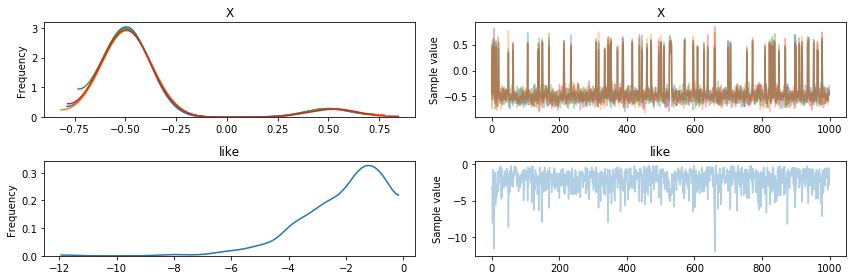 X
Frequency
3
2
1
0
−0.75 −0.50 −0.25 0.00 0.25 0.50 0.75
X
Sample value
0.5
0.0
−0.5
0 200 400 600 800 1000
like
Frequency
0.3
0.2
0.1
0.0
−12 −10 −8 −6 −4 −2 0
like
Sample value
0
−5
−10
0 200 400 600 800 1000